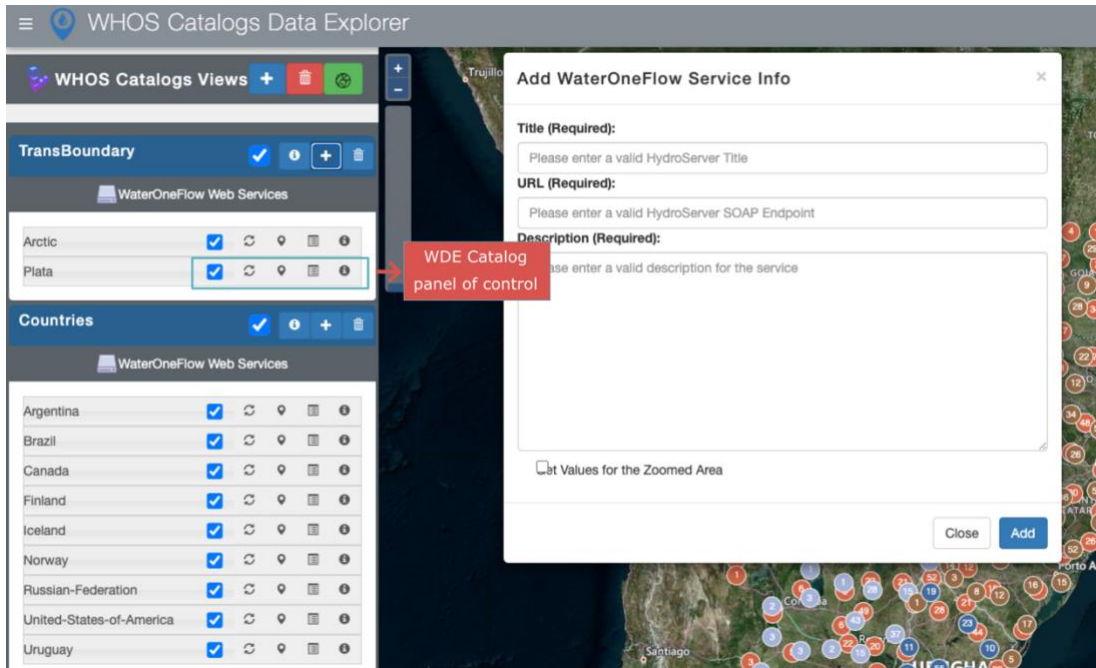 WHOS Catalogs Data Explorer
WHOS Catalogs Views
TransBoundary
WaterOneFlow Web Services
Arctic
Plata
Countries
WaterOneFlow Web Services
Argentina
Brazil
Canada
Finland
Iceland
Norway
Russian-Federation
United-States-of-America
Uruguay
+
-
Trujillo
WDE Catalog
panel of control
Add WaterOneFlow Service Info
×
Title (Required):
Please enter a valid HydroServer Title
URL (Required):
Please enter a valid HydroServer SOAP Endpoint
Description (Required):
ase enter a valid description for the service
et Values for the Zoomed Area
Close
Add
Santiago
Porto A